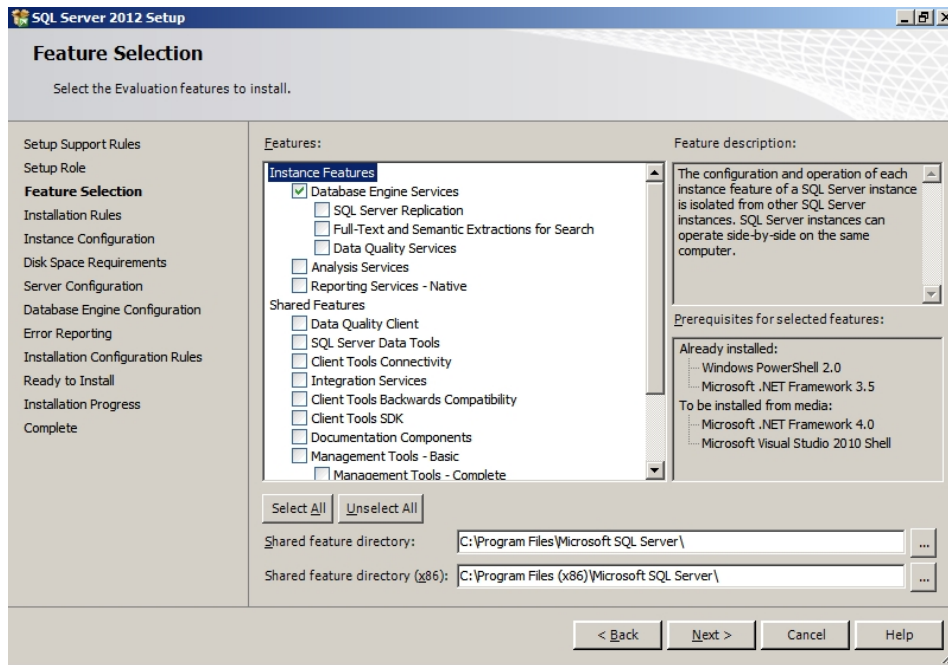 SQL Server 2012 Setup
Feature Selection
Select the Evaluation features to install.
Setup Support Rules
Setup Role
Feature Selection
Installation Rules
Instance Configuration
Disk Space Requirements
Server Configuration
Database Engine Configuration
Error Reporting
Installation Configuration Rules
Ready to Install
Installation Progress
Complete
Features:
Instance Features
Database Engine Services
SQL Server Replication
Full-Text and Semantic Extractions for Search
Data Quality Services
Analysis Services
Reporting Services - Native
Shared Features
Data Quality Client
SQL Server Data Tools
Client Tools Connectivity
Integration Services
Client Tools Backwards Compatibility
Client Tools SDK
Documentation Components
Management Tools - Basic
Management Tools - Complete
Feature description:
The configuration and operation of each
instance feature of a SQL Server instance
is isolated from other SQL Server
instances. SQL Server instances can
operate side-by-side on the same
computer.
Prerequisites for selected features:
Already installed:
Windows PowerShell 2.0
Microsoft .NET Framework 3.5
To be installed from media:
Microsoft .NET Framework 4.0
Microsoft Visual Studio 2010 Shell
Select All
Unselect All
Shared feature directory:
C:\Program Files\Microsoft SQL Server\
...
Shared feature directory (x86):
C:\Program Files (x86)\Microsoft SQL Server\
...
< Back
Next >
Cancel
Help